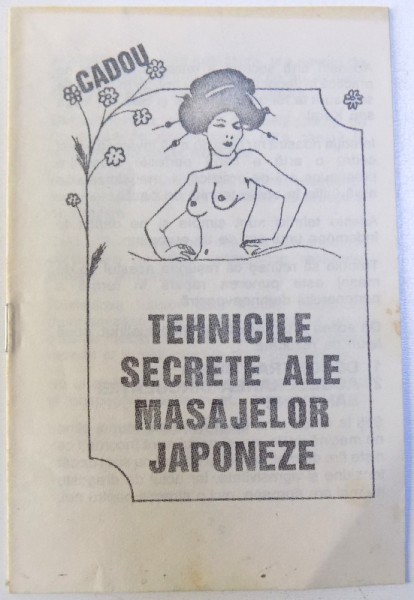 CADOU
TEHNICILE
SECRETE ALE
MASAJELOR
JAPONEZE